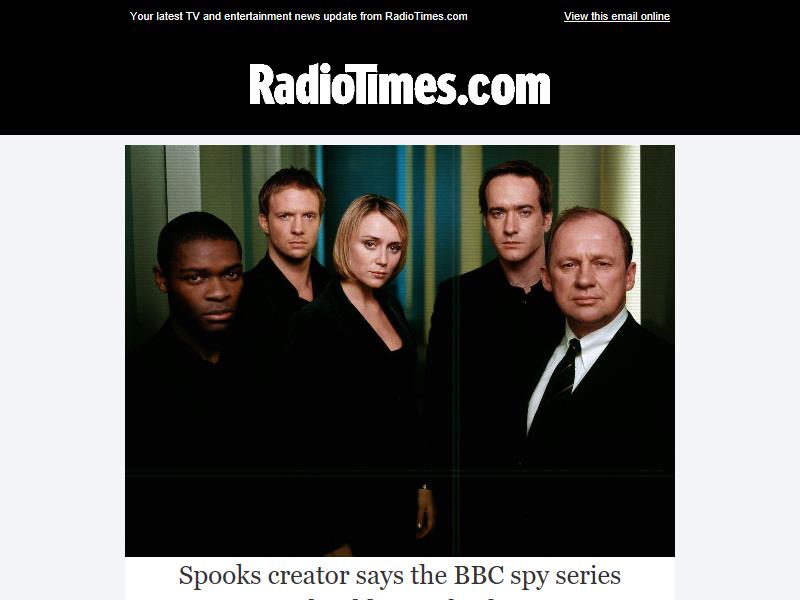 Your latest TV and entertainment news update from RadioTimes.com
View this email online
RadioTimes.com
Spooks creator says the BBC spy series